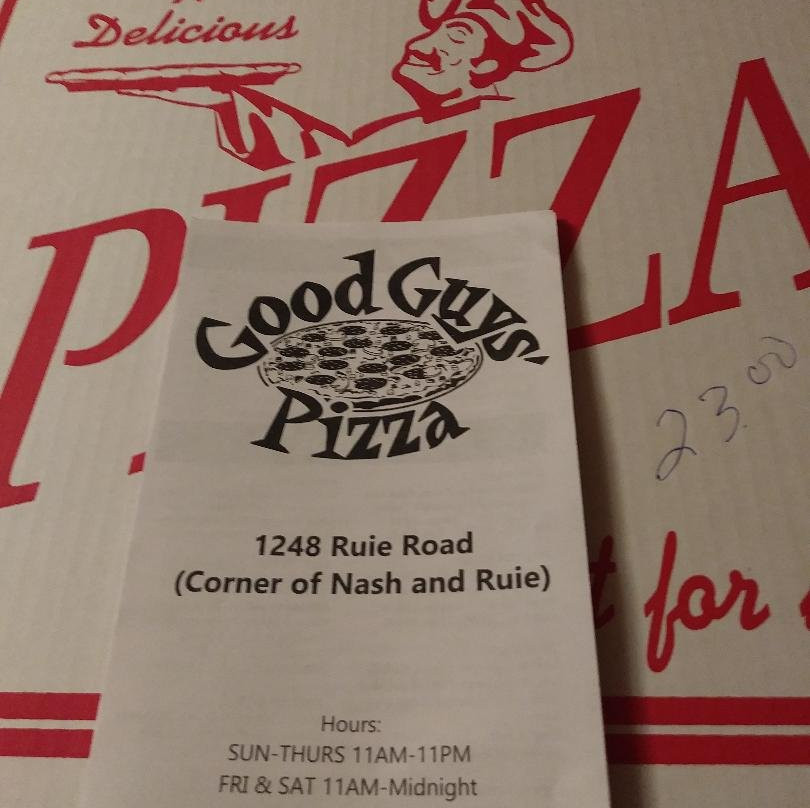 Delicious
PIZZA
Good Guys'
Pizza
23.00
1248 Ruie Road
(Corner of Nash and Ruie)
for
Hours:
SUN-THURS 11AM-11PM
FRI & SAT 11AM-Midnight